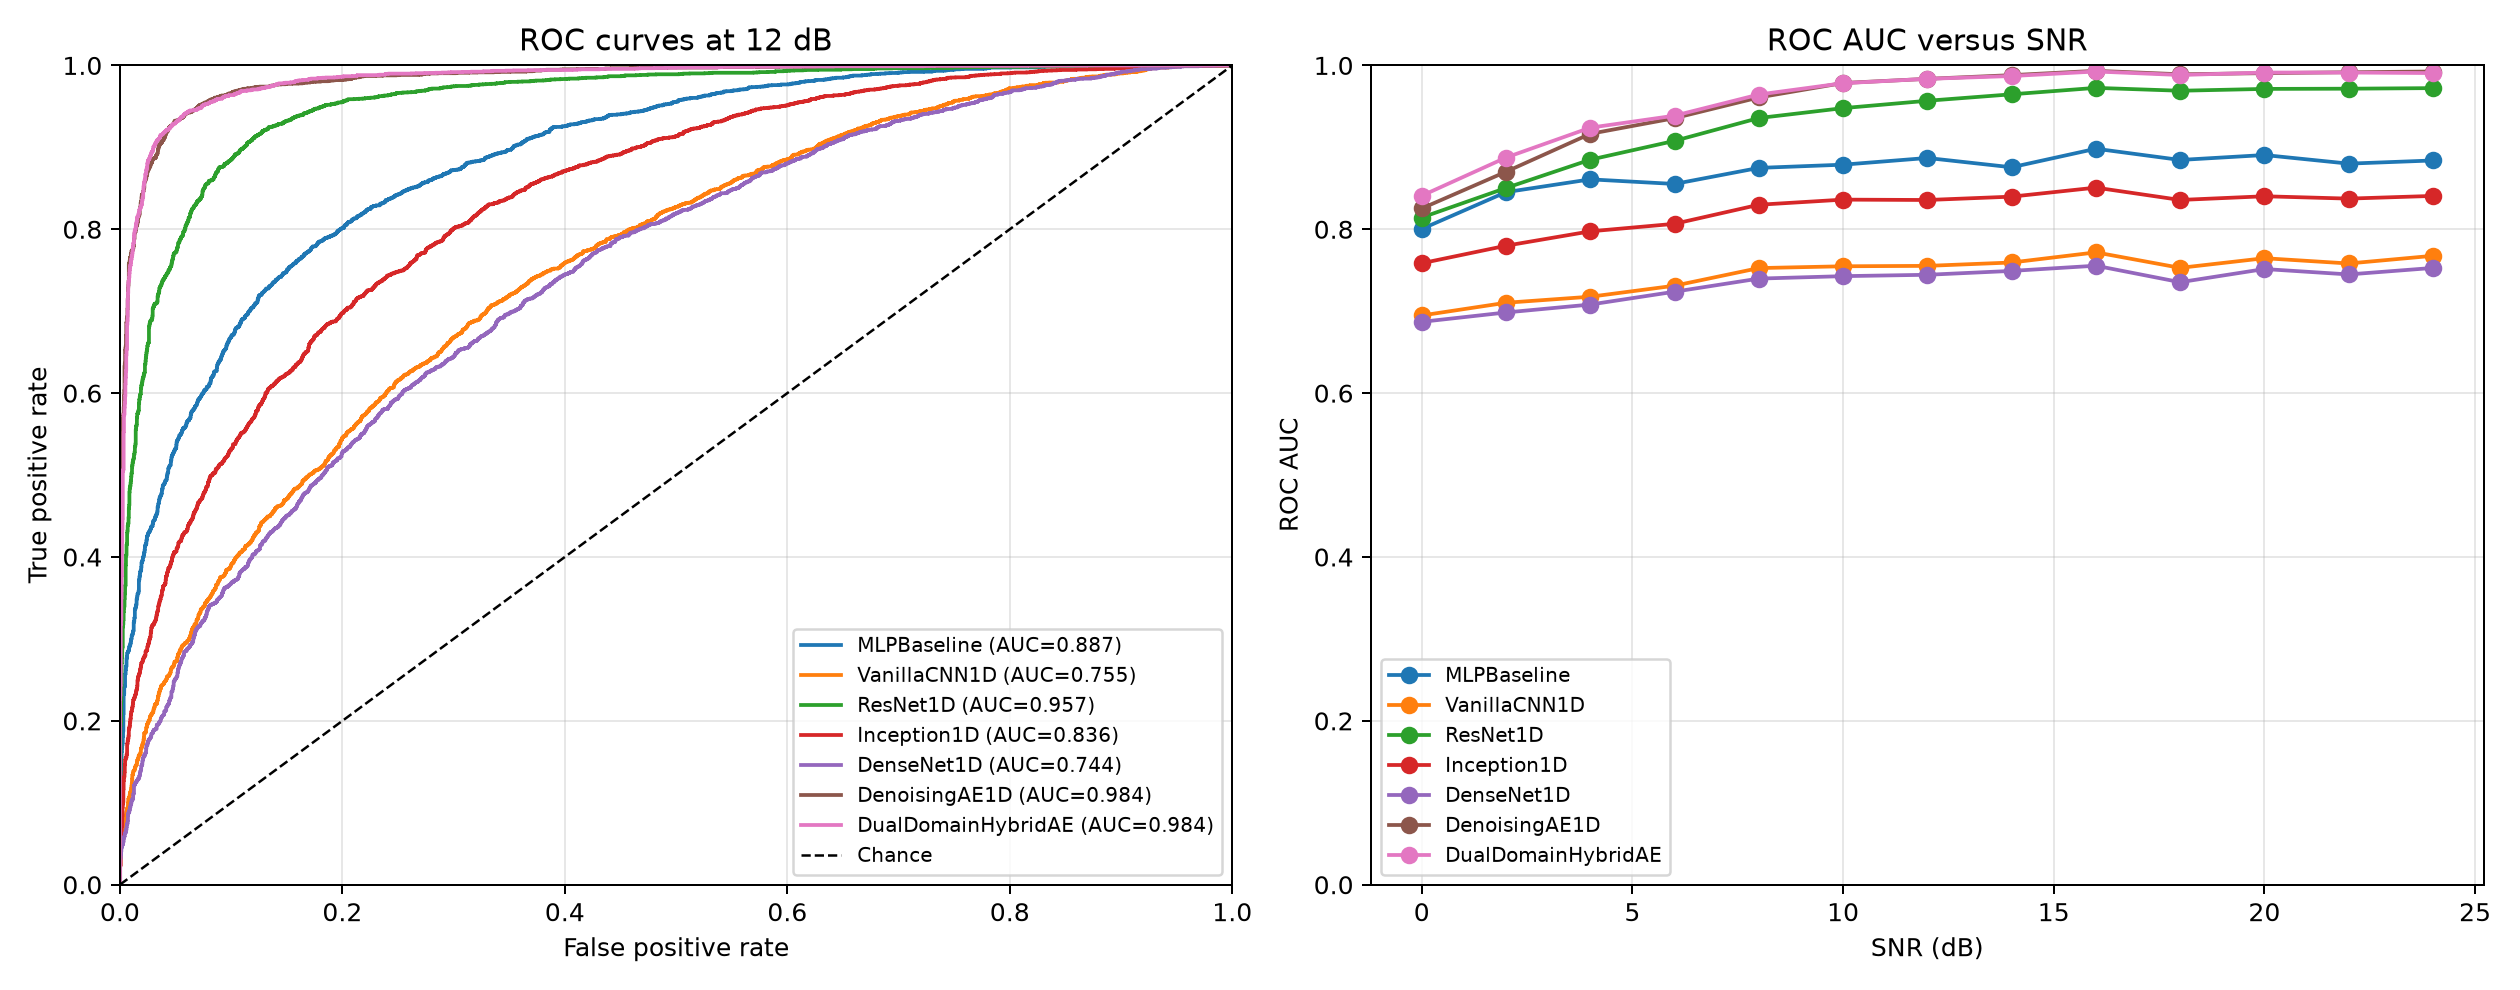 ROC curves at 12 dB
True positive rate
1.0
0.8
0.6
0.4
0.2
0.0
MLPBaseline (AUC=0.887)
VanillaCNN1D (AUC=0.755)
ResNet1D (AUC=0.957)
Inception1D (AUC=0.836)
DenseNet1D (AUC=0.744)
DenoisingAE1D (AUC=0.984)
DualDomainHybridAE (AUC=0.984)
Chance
0.0 0.2 0.4 0.6 0.8 1.0
False positive rate
ROC AUC versus SNR
ROC AUC
1.0
0.8
0.6
0.4
0.2
0.0
MLPBaseline
VanillaCNN1D
ResNet1D
Inception1D
DenseNet1D
DenoisingAE1D
DualDomainHybridAE
0 5 10 15 20 25
SNR (dB)